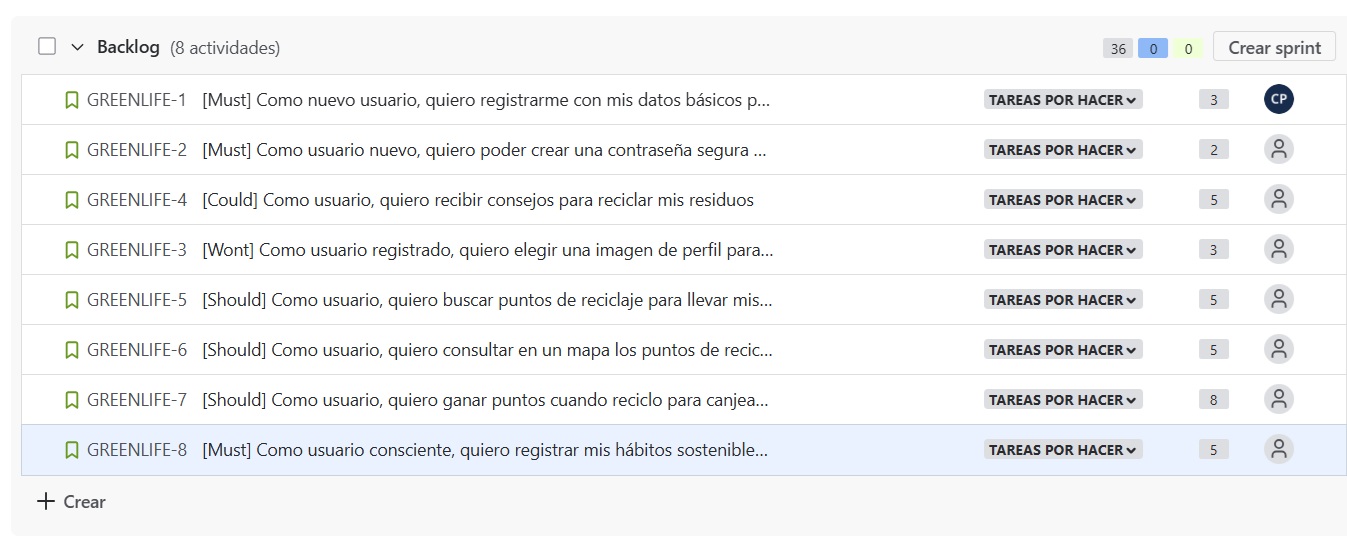 Backlog (8 actividades) 36 0 0 Crear sprint
GREENLIFE-1 [Must] Como nuevo usuario, quiero registrarme con mis datos básicos p... TAREAS POR HACER 3 CP
GREENLIFE-2 [Must] Como usuario nuevo, quiero poder crear una contraseña segura ... TAREAS POR HACER 2
GREENLIFE-4 [Could] Como usuario, quiero recibir consejos para reciclar mis residuos TAREAS POR HACER 5
GREENLIFE-3 [Wont] Como usuario registrado, quiero elegir una imagen de perfil para... TAREAS POR HACER 3
GREENLIFE-5 [Should] Como usuario, quiero buscar puntos de reciclaje para llevar mis... TAREAS POR HACER 5
GREENLIFE-6 [Should] Como usuario, quiero consultar en un mapa los puntos de recic... TAREAS POR HACER 5
GREENLIFE-7 [Should] Como usuario, quiero ganar puntos cuando reciclo para canjea... TAREAS POR HACER 8
GREENLIFE-8 [Must] Como usuario consciente, quiero registrar mis hábitos sostenible... TAREAS POR HACER 5
Crear